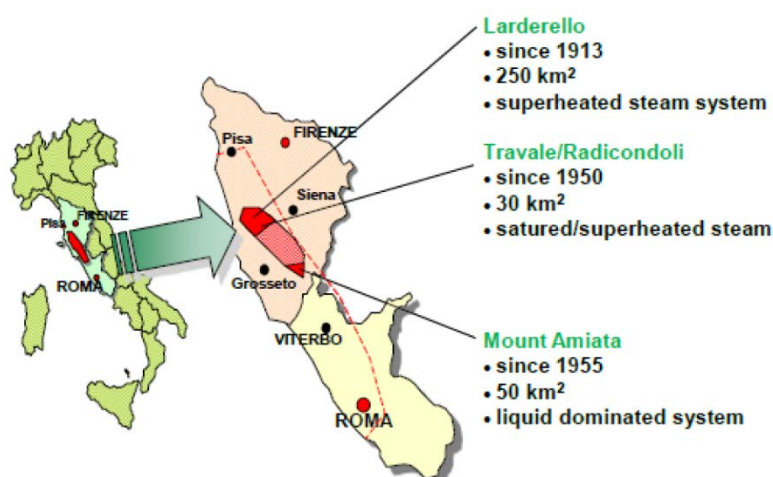 Larderello
• since 1913
• 250 km²
• superheated steam system
Travale/Radicondoli
• since 1950
• 30 km²
• satured/superheated steam
Mount Amiata
• since 1955
• 50 km²
• liquid dominated system
Pisa
FIRENZE
Siena
Grosseto
VITERBO
ROMA
FIRENZE
Pisa
ROMA